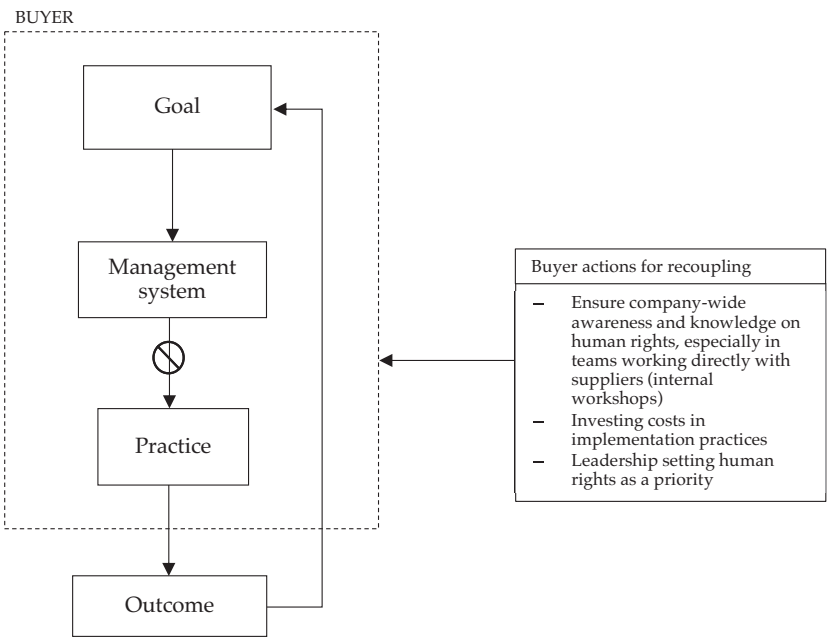 BUYER
Goal
Management
system
Practice
Outcome
Buyer actions for recoupling
– Ensure company-wide
awareness and knowledge on
human rights, especially in
teams working directly with
suppliers (internal
workshops)
– Investing costs in
implementation practices
– Leadership setting human
rights as a priority